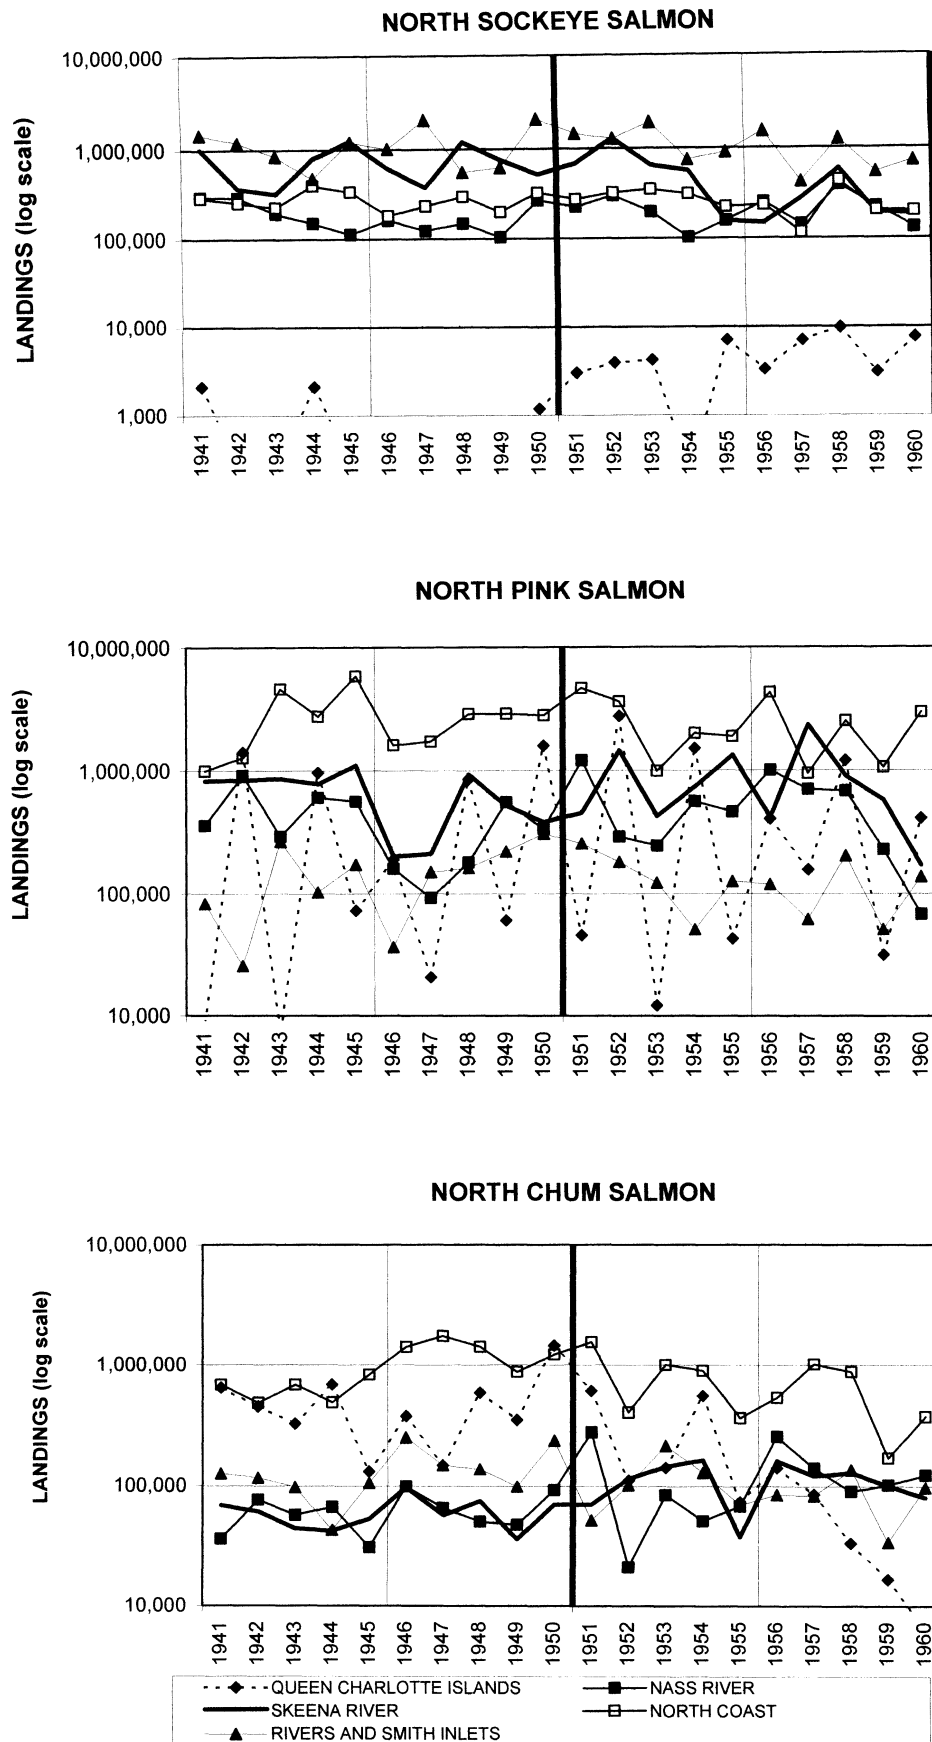 NORTH SOCKEYE SALMON
LANDINGS (log scale)
10,000,000
1,000,000
100,000
10,000
1,000
1941 1942 1943 1944 1945 1946 1947 1948 1949 1950 1951 1952 1953 1954 1955 1956 1957 1958 1959 1960
NORTH PINK SALMON
LANDINGS (log scale)
10,000,000
1,000,000
100,000
10,000
1941 1942 1943 1944 1945 1946 1947 1948 1949 1950 1951 1952 1953 1954 1955 1956 1957 1958 1959 1960
NORTH CHUM SALMON
LANDINGS (log scale)
10,000,000
1,000,000
100,000
10,000
1941 1942 1943 1944 1945 1946 1947 1948 1949 1950 1951 1952 1953 1954 1955 1956 1957 1958 1959 1960
QUEEN CHARLOTTE ISLANDS NASS RIVER
SKEENA RIVER NORTH COAST
RIVERS AND SMITH INLETS